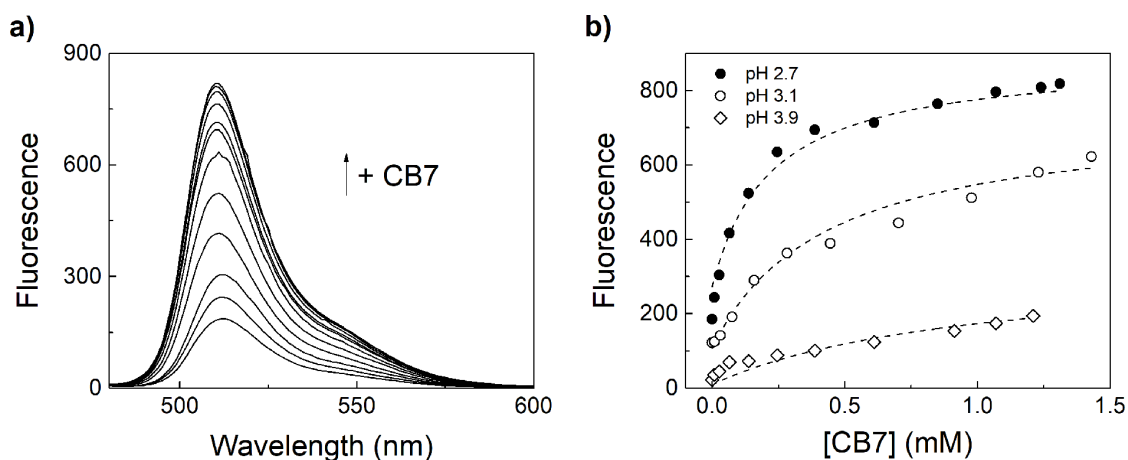 a)
900
600
300
0
Fluorescence
+ CB7
500
550
600
Wavelength (nm)
b)
800
600
400
200
0
Fluorescence
pH 2.7
pH 3.1
pH 3.9
0.0
0.5
1.0
1.5
[CB7] (mM)